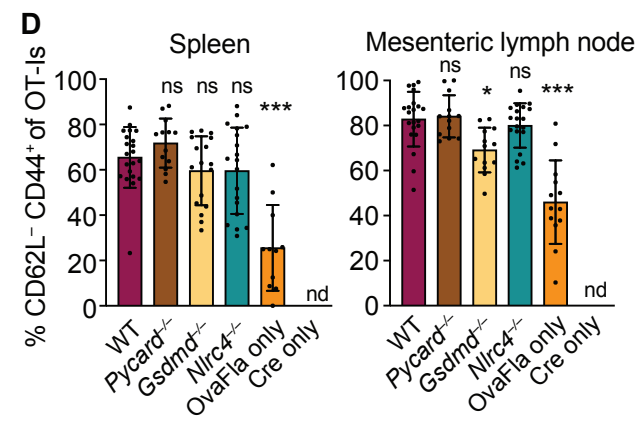 D
Spleen
Mesenteric lymph node
% CD62L⁻ CD44⁺ of OT-Is
100
80
60
40
20
0
ns
ns
ns
***
nd
WT
Pycard⁻/⁻
Gsdmd⁻/⁻
Nlrc4⁻/⁻
OvaFla only
Cre only
100
80
60
40
20
0
ns
*
ns
***
nd
WT
Pycard⁻/⁻
Gsdmd⁻/⁻
Nlrc4⁻/⁻
OvaFla only
Cre only